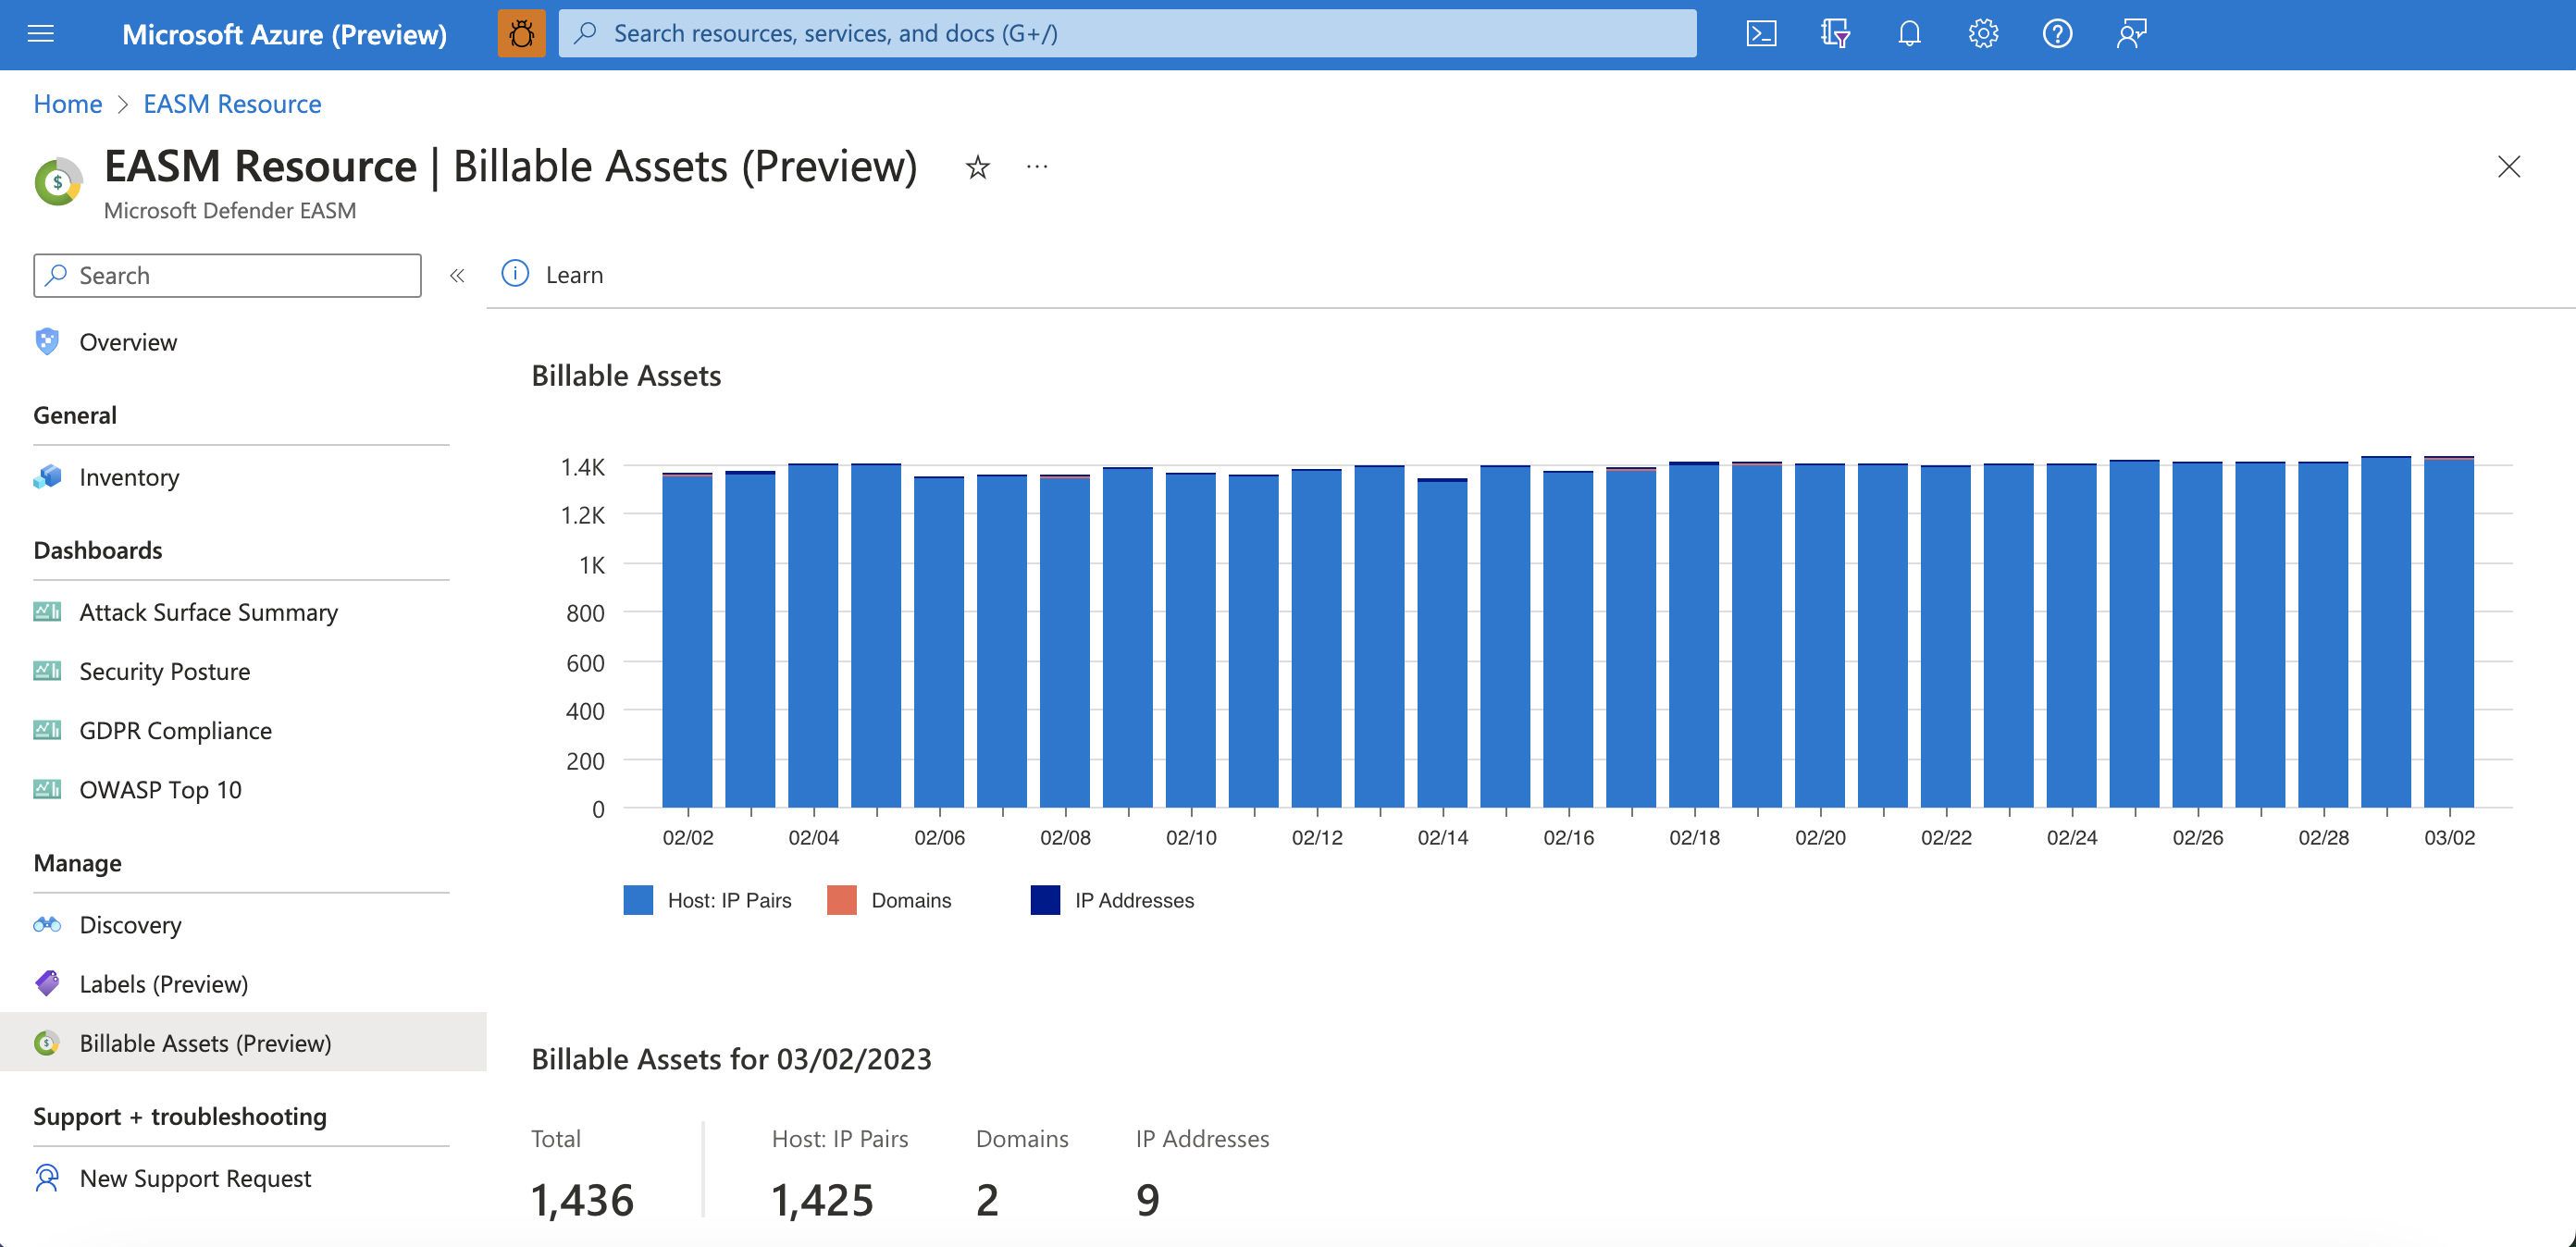 Microsoft Azure (Preview)
Search resources, services, and docs (G+/)
Home > EASM Resource
EASM Resource | Billable Assets (Preview)
Microsoft Defender EASM
Search
Learn
Overview
General
Inventory
Dashboards
Attack Surface Summary
Security Posture
GDPR Compliance
OWASP Top 10
Manage
Discovery
Labels (Preview)
Billable Assets (Preview)
Support + troubleshooting
New Support Request
Billable Assets
1.4K
1.2K
1K
800
600
400
200
0
02/02 02/04 02/06 02/08 02/10 02/12 02/14 02/16 02/18 02/20 02/22 02/24 02/26 02/28 03/02
Host: IP Pairs Domains IP Addresses
Billable Assets for 03/02/2023
Total Host: IP Pairs Domains IP Addresses
1,436 1,425 2 9